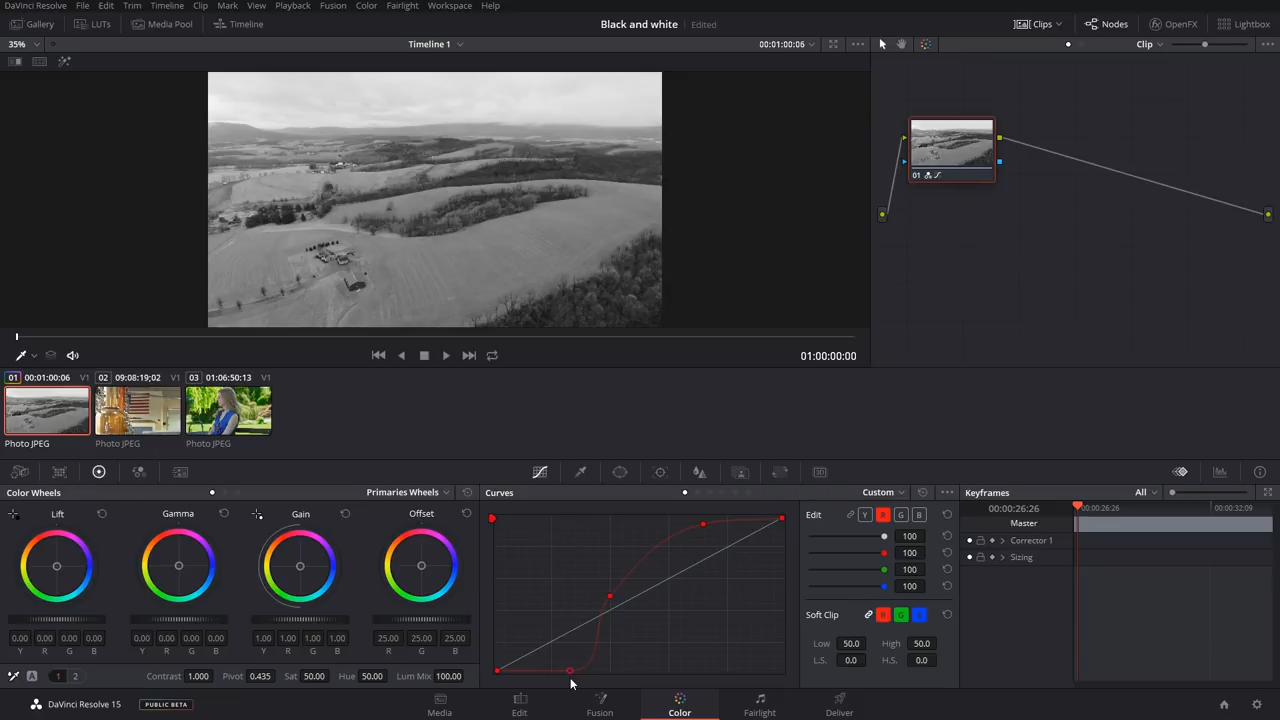 DaVinci Resolve File Edit Trim Timeline Clip Mark View Playback Fusion Color Fairlight Workspace Help
Gallery LUTs Media Pool Timeline Black and white Edited Clips Nodes OpenFX Lightbox
35% Timeline 1 00:01:00:06 Clip
01
01:00:00:00
01 00:01:00:06 V1 02 09:08:19;02 V1 03 01:06:50:13 V1
Photo JPEG Photo JPEG Photo JPEG
Color Wheels Primaries Wheels Curves Custom Keyframes All
Lift Gamma Gain Offset Edit Y R G B 00:00:26:26 00:00:26:26 00:00:32:09
Master
100
Corrector 1
100
Sizing
100
100
Soft Clip R G B
0.00 0.00 0.00 0.00 0.00 0.00 0.00 0.00 1.00 1.00 1.00 1.00 25.00 25.00 25.00
Low 50.0 High 50.0
Y R G B Y R G B Y R G B R G B
L.S. 0.0 H.S. 0.0
A 1 2 Contrast 1.000 Pivot 0.435 Sat 50.00 Hue 50.00 Lum Mix 100.00
DaVinci Resolve 15 PUBLIC BETA Media Edit Fusion Color Fairlight Deliver